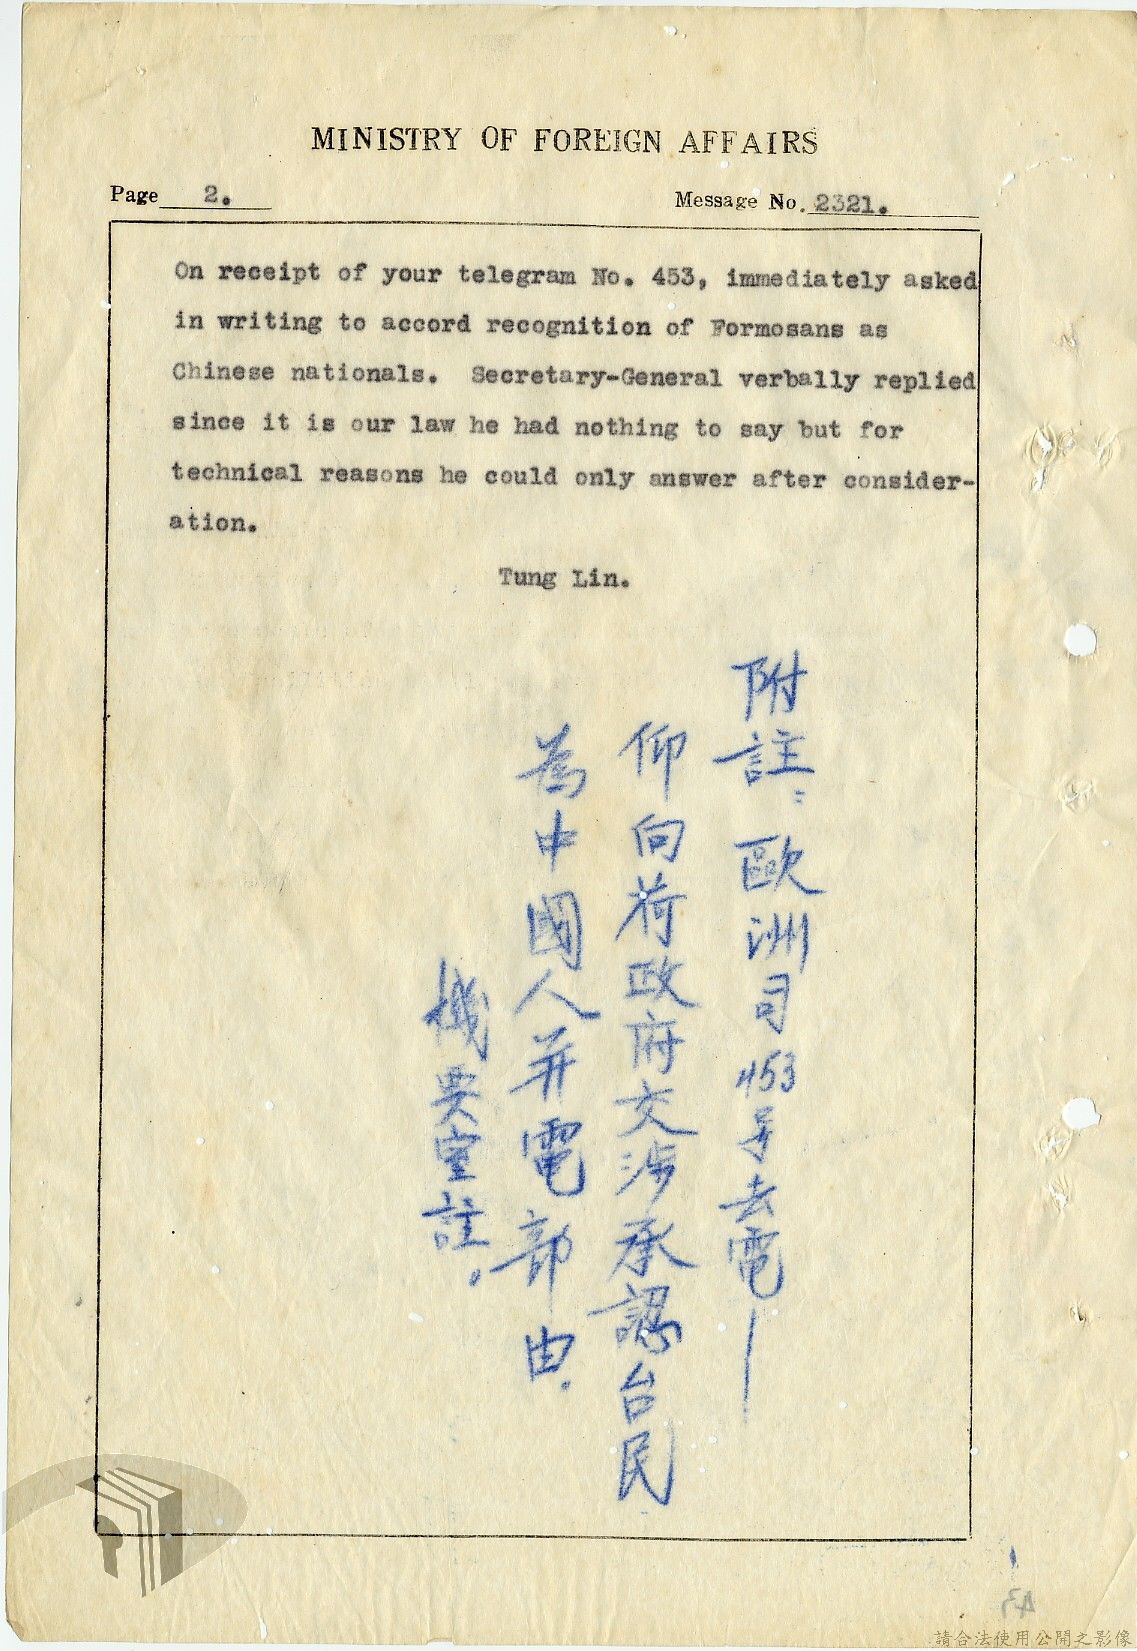 MINISTRY OF FOREIGN AFFAIRS
Page 2.
Message No. 2321.
On receipt of your telegram No. 453, immediately asked
in writing to accord recognition of Formosans as
Chinese nationals. Secretary-General verbally replied
since it is our law he had nothing to say but for
technical reasons he could only answer after consider-
ation.
Tung Lin.
附註：歐洲司453号去電—
仰向荷政府交涉承認台民
為中國人并電部由.
機要室註.
43
請合法使用公開之影像